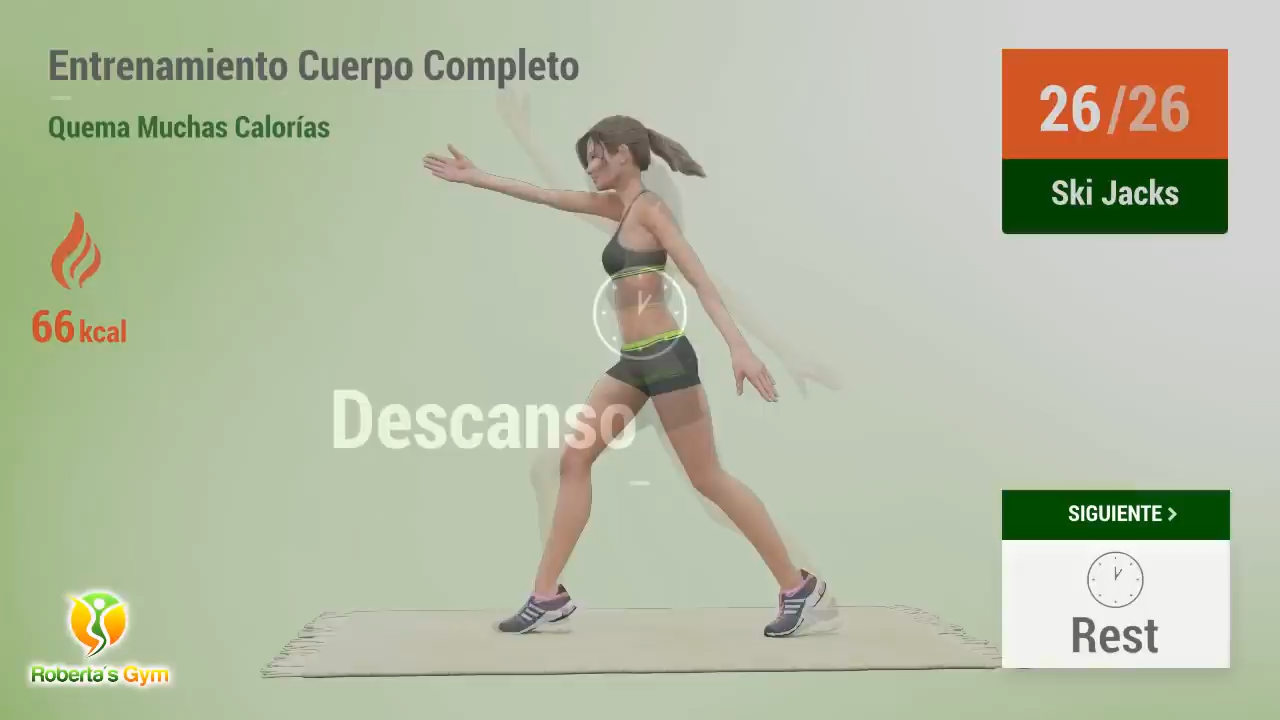 Entrenamiento Cuerpo Completo
Quema Muchas Calorías
26/26
Ski Jacks
66 kcal
Descanso
SIGUIENTE >
Rest
Roberta´s Gym